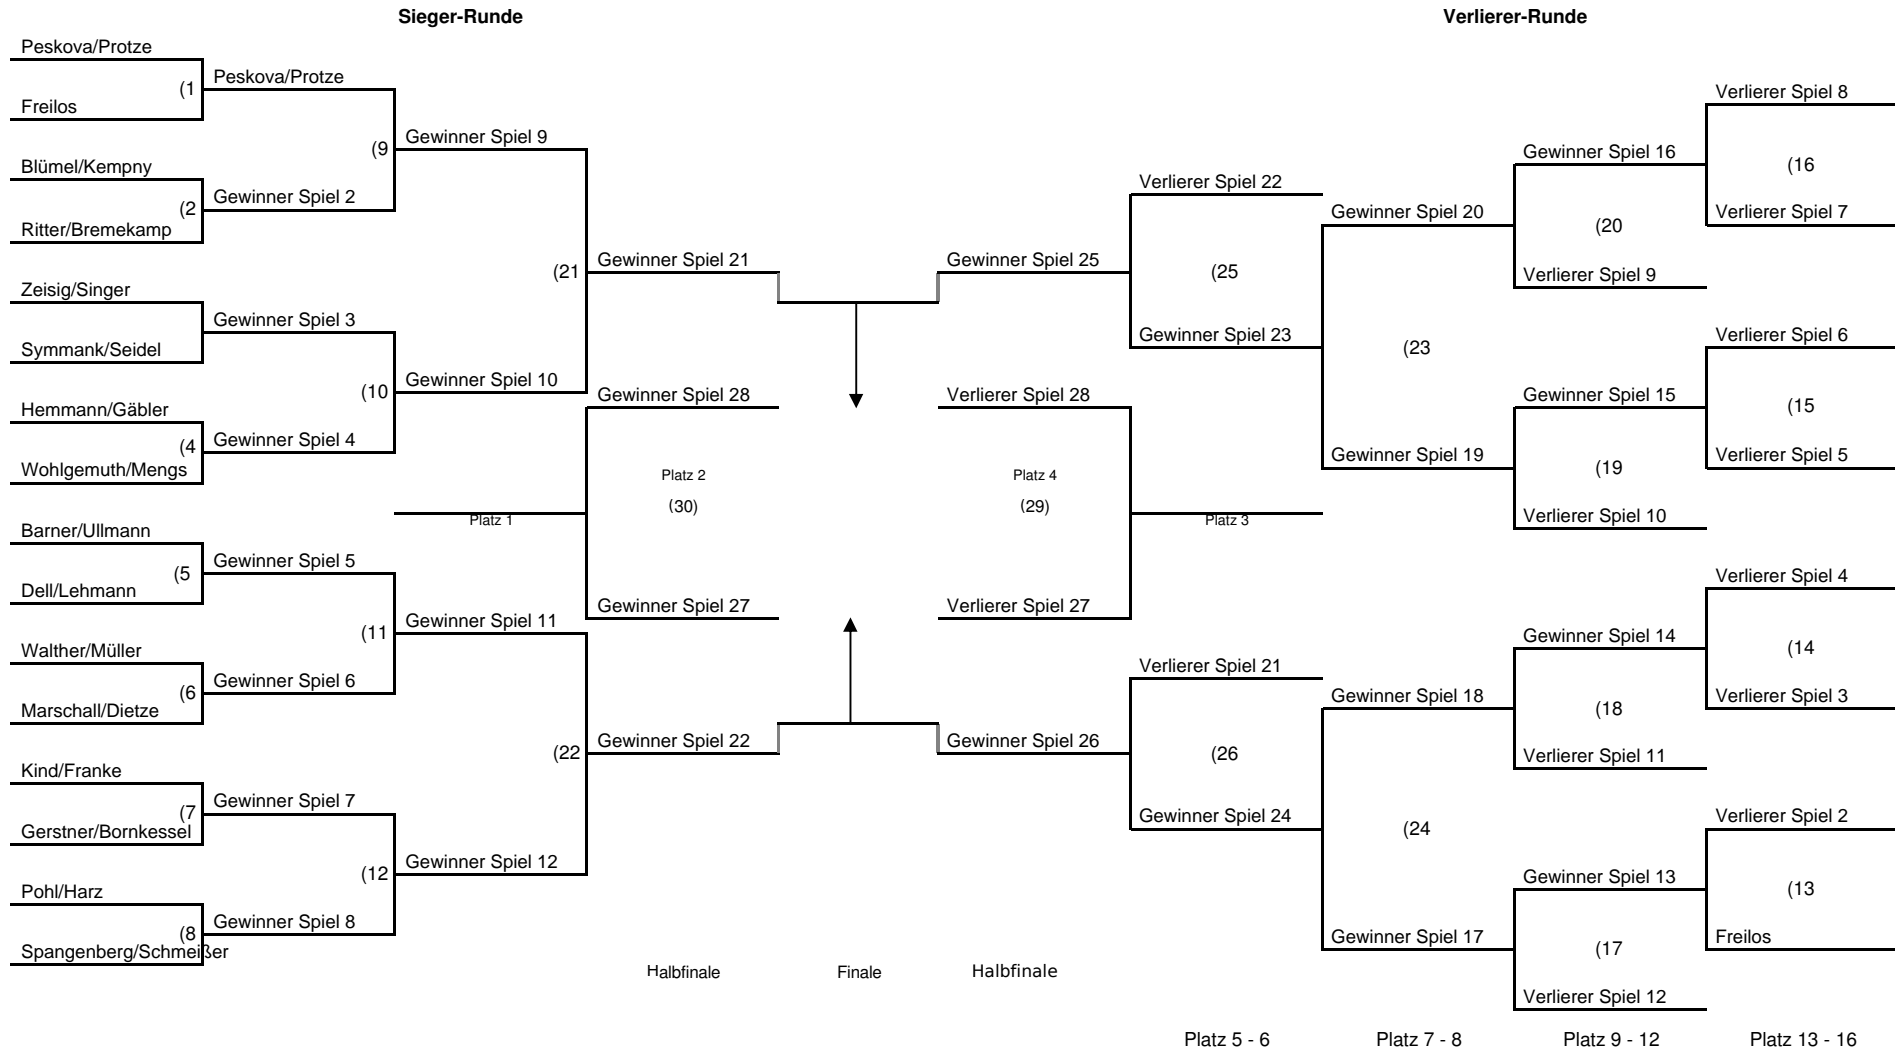 Sieger-Runde
Verlierer-Runde
Peskova/Protze
(1
Freilos
Peskova/Protze
(9
Blümel/Kempny
(2
Ritter/Bremekamp
Gewinner Spiel 2
Gewinner Spiel 9
(21
Zeisig/Singer
Symmank/Seidel
Gewinner Spiel 3
(10
Hemmann/Gäbler
(4
Wohlgemuth/Mengs
Gewinner Spiel 4
Gewinner Spiel 10
Gewinner Spiel 21
Barner/Ullmann
(5
Dell/Lehmann
Gewinner Spiel 5
(11
Walther/Müller
(6
Marschall/Dietze
Gewinner Spiel 6
Gewinner Spiel 11
(22
Kind/Franke
(7
Gerstner/Bornkessel
Gewinner Spiel 7
(12
Pohl/Harz
(8
Spangenberg/Schmeißer
Gewinner Spiel 8
Gewinner Spiel 12
Gewinner Spiel 22
Gewinner Spiel 28
Platz 2
(30)
Platz 1
Gewinner Spiel 27
Verlierer Spiel 28
Platz 4
(29)
Platz 3
Verlierer Spiel 27
Gewinner Spiel 25
Verlierer Spiel 22
(25
Gewinner Spiel 23
Gewinner Spiel 20
(23
Gewinner Spiel 19
Gewinner Spiel 16
(20
Verlierer Spiel 9
Verlierer Spiel 8
(16
Verlierer Spiel 7
Gewinner Spiel 15
(19
Verlierer Spiel 10
Verlierer Spiel 6
(15
Verlierer Spiel 5
Gewinner Spiel 26
Verlierer Spiel 21
(26
Gewinner Spiel 24
Gewinner Spiel 18
(24
Gewinner Spiel 17
Gewinner Spiel 14
(18
Verlierer Spiel 11
Verlierer Spiel 4
(14
Verlierer Spiel 3
Gewinner Spiel 13
(17
Verlierer Spiel 12
Verlierer Spiel 2
(13
Freilos
Halbfinale
Finale
Halbfinale
Platz 5 - 6
Platz 7 - 8
Platz 9 - 12
Platz 13 - 16